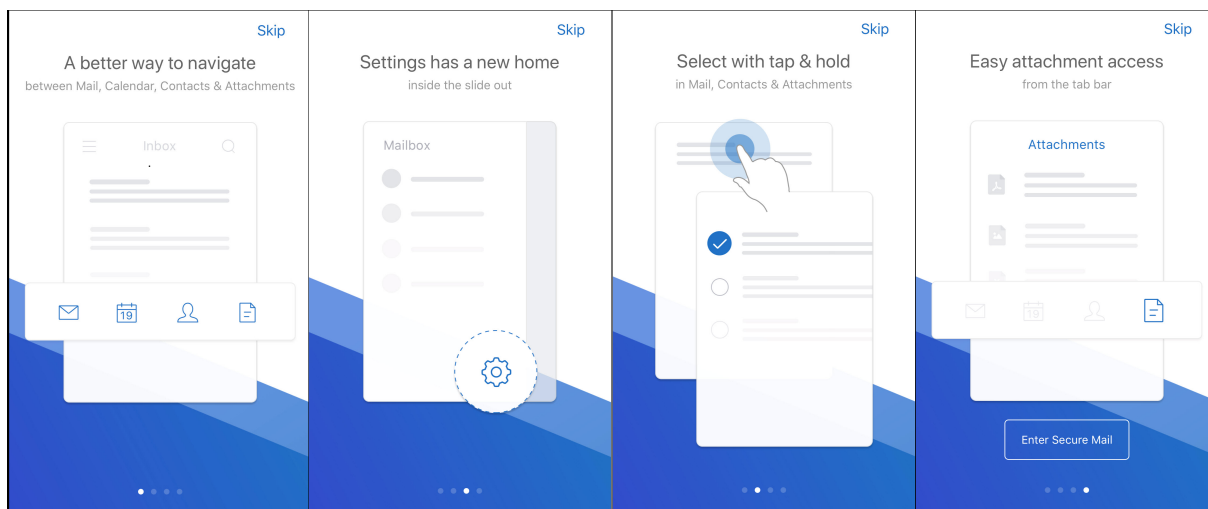 Skip
A better way to navigate
between Mail, Calendar, Contacts & Attachments
Inbox
19
Skip
Settings has a new home
inside the slide out
Mailbox
Skip
Select with tap & hold
in Mail, Contacts & Attachments
Skip
Easy attachment access
from the tab bar
Attachments
19
Enter Secure Mail